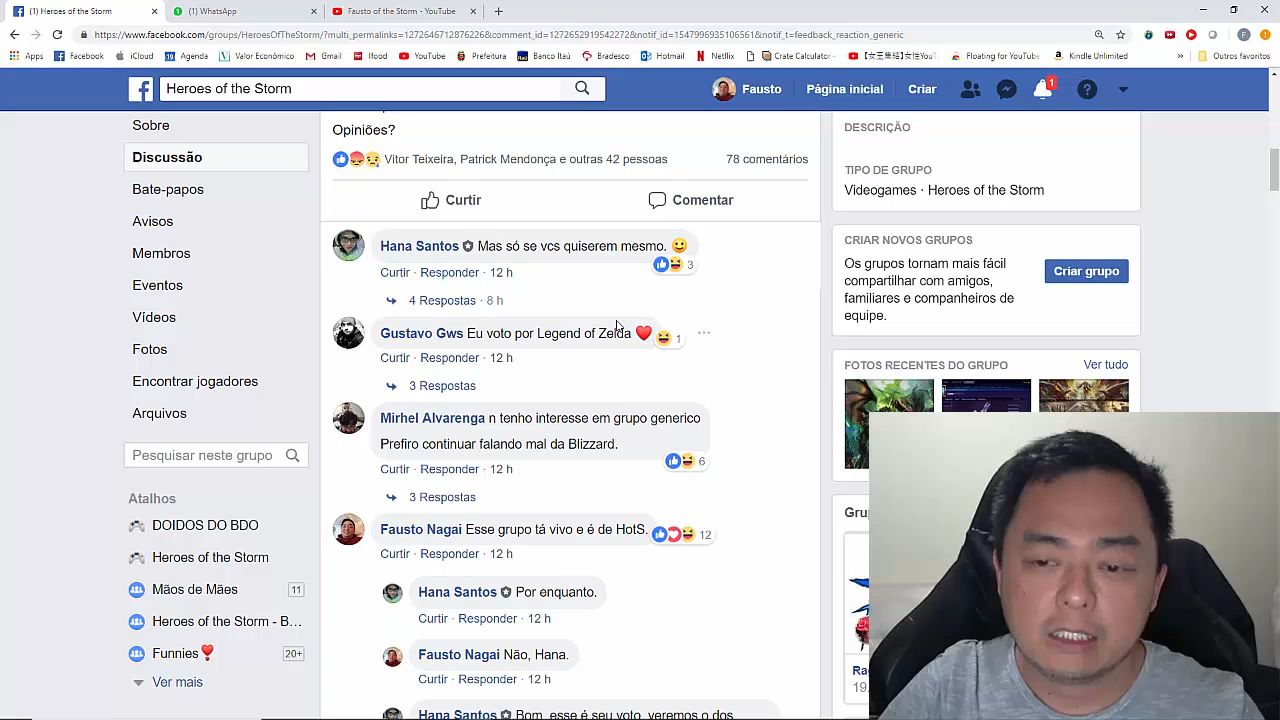 (1) Heroes of the Storm
(1) WhatsApp
Fausto of the Storm - YouTube
https://www.facebook.com/groups/HeroesOfTheStorm/?multi_permalinks=1272646712876226&comment_id=1272652919542272&notif_id=1547996935106561&notif_t=feedback_reaction_generic
Apps
Facebook
iCloud
Agenda
Valor Econômico
Gmail
Ifood
YouTube
Prefeitura
BancoItaú
Bradesco
Hotmail
Netflix
Crate Calculator -
Floating for YouTube
Kindle Unlimited
Outros favoritos
Heroes of the Storm
Fausto
Página inicial
Criar
1
Sobre
Discussão
Bate-papos
Avisos
Membros
Eventos
Vídeos
Fotos
Encontrar jogadores
Arquivos
Pesquisar neste grupo
Atalhos
DOIDOS DO BDO
Heroes of the Storm
Mãos de Mães 11
Heroes of the Storm - B...
Funnies 20+
Ver mais
Opiniões?
Vitor Teixeira, Patrick Mendonça e outras 42 pessoas
78 comentários
Curtir
Comentar
Hana Santos Mas só se vcs quiserem mesmo.
3
Curtir · Responder · 12 h
4 Respostas · 8 h
Gustavo Gws Eu voto por Legend of Zelda
1
Curtir · Responder · 12 h
3 Respostas
Mirhel Alvarenga n tenho interesse em grupo generico
Prefiro continuar falando mal da Blizzard.
6
Curtir · Responder · 12 h
3 Respostas
Fausto Nagai Esse grupo tá vivo e é de HotS.
12
Curtir · Responder · 12 h
Hana Santos Por enquanto.
Curtir · Responder · 12 h
Fausto Nagai Não, Hana.
Curtir · Responder · 12 h
Hana Santos Bom, esse é seu voto, veremos o dos
DESCRIÇÃO
TIPO DE GRUPO
Videogames · Heroes of the Storm
CRIAR NOVOS GRUPOS
Os grupos tornam mais fácil
compartilhar com amigos,
familiares e companheiros de
equipe.
Criar grupo
FOTOS RECENTES DO GRUPO
Ver tudo